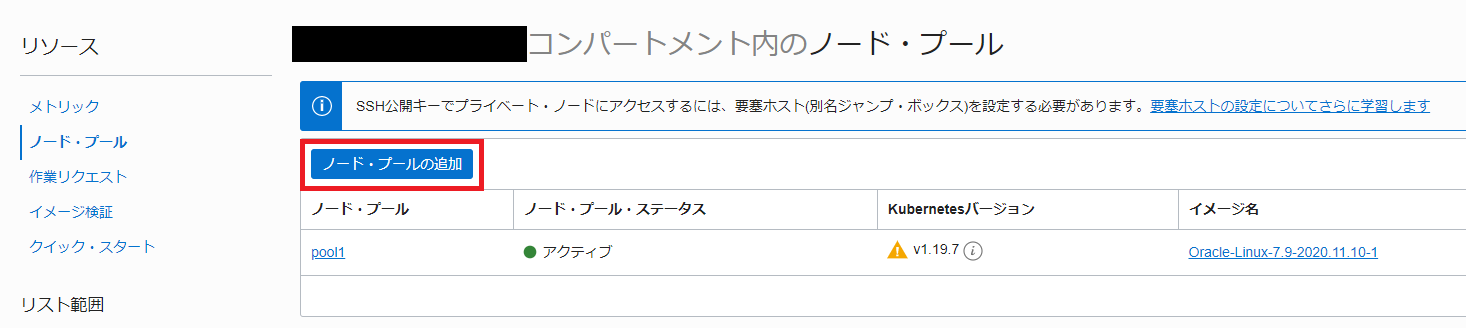 リソース
メトリック
ノード・プール
作業リクエスト
イメージ検証
クイック・スタート
リスト範囲
コンパートメント内のノード・プール
SSH公開キーでプライベート・ノードにアクセスするには、要塞ホスト(別名ジャンプ・ボックス)を設定する必要があります。要塞ホストの設定についてさらに学習します
ノード・プールの追加
ノード・プール ノード・プール・ステータス Kubernetesバージョン イメージ名
pool1 アクティブ v1.19.7 Oracle-Linux-7.9-2020.11.10-1